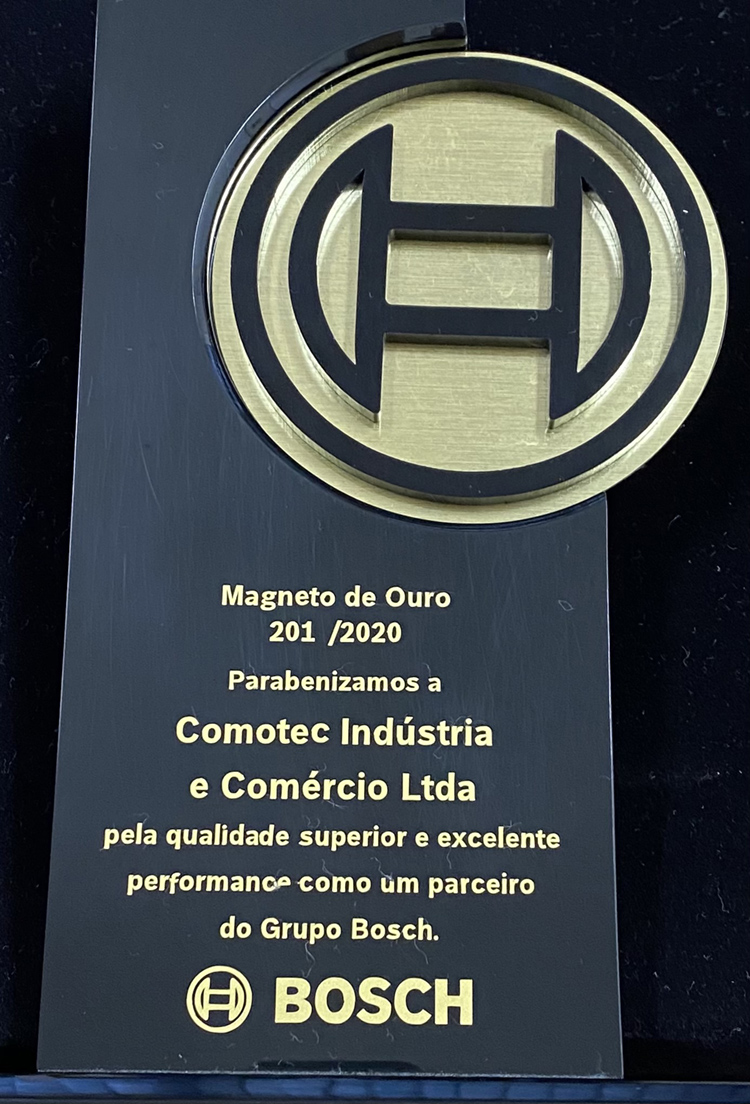 Magneto de Ouro
201 /2020
Parabenizamos a
Comotec Indústria
e Comércio Ltda
pela qualidade superior e excelente
performance como um parceiro
do Grupo Bosch.
BOSCH